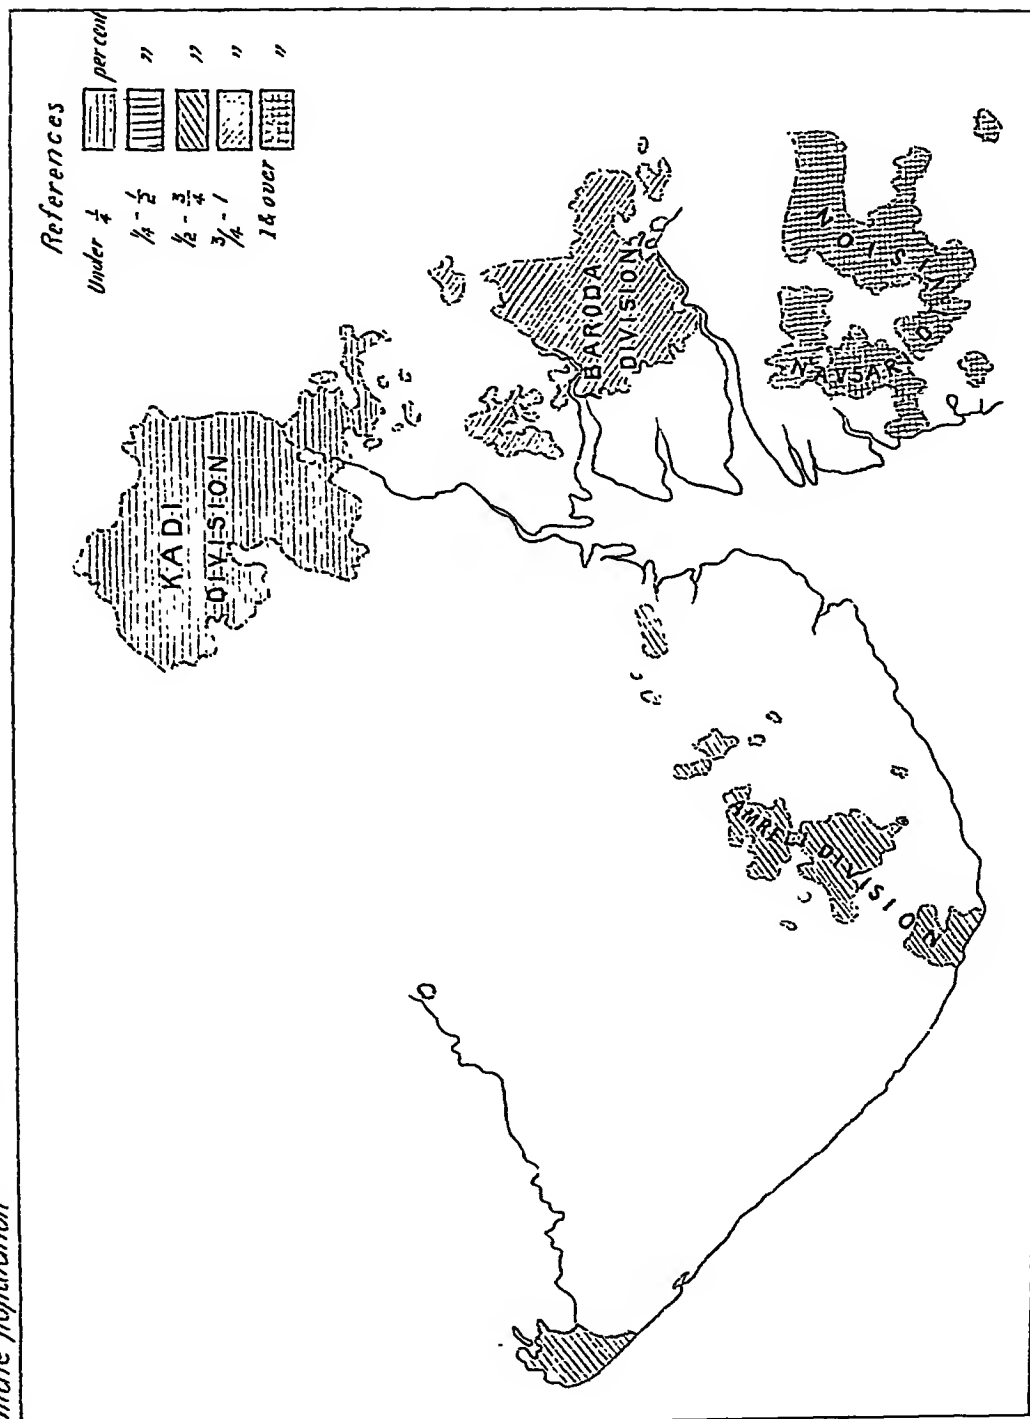 References
Under ¼ percent
¼ - ½ "
½ - ¾ "
¾ - 1 "
1 & over "
KADI
DIVISION
BARODA
DIVISION
NAVSARI DIVISION
AMRELI DIVISION
population